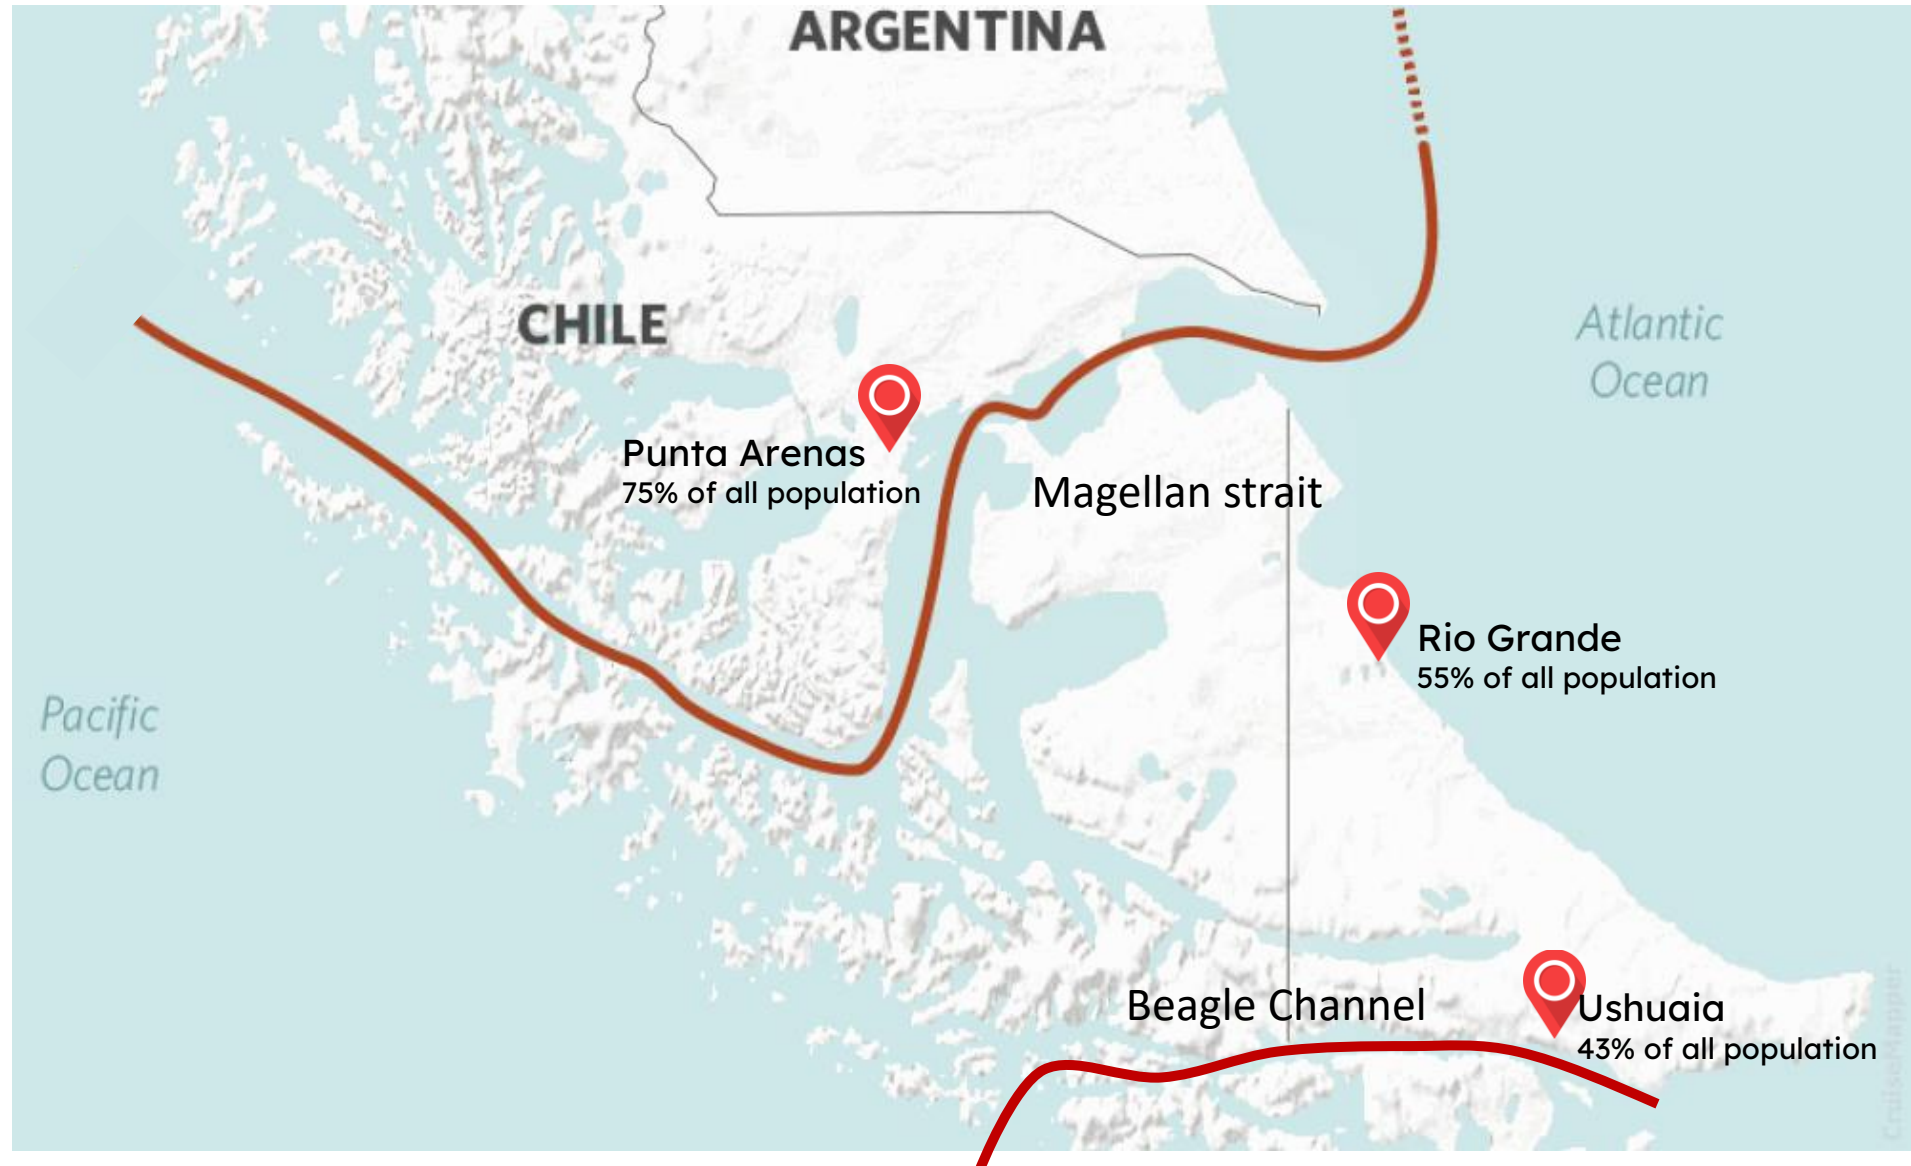 ARGENTINA
CHILE
Atlantic
Ocean
Punta Arenas
75% of all population
Magellan strait
Rio Grande
55% of all population
Pacific
Ocean
Beagle Channel
Ushuaia
43% of all population
CruiseMapper